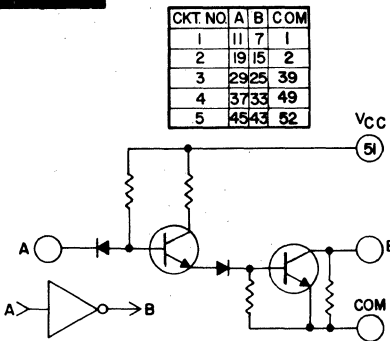 CKT. NO. A B COM
1 11 7 1
2 19 15 2
3 29 25 39
4 37 33 49
5 45 43 52
VCC
51
A
B
COM
A B